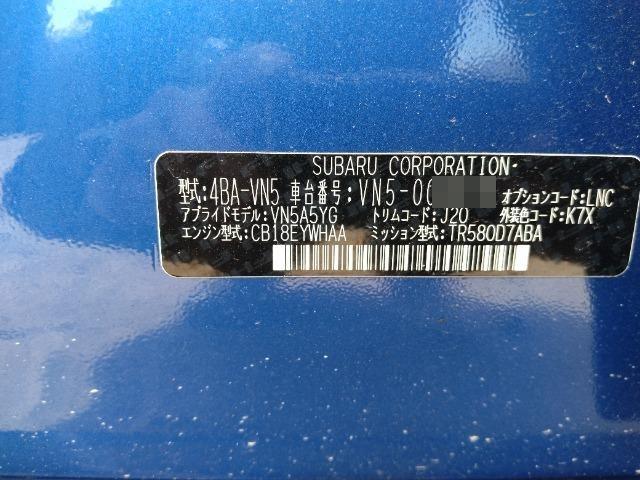 SUBARU CORPORATION
型式:4BA-VN5 車台番号:VN5-06 オプションコード:LNC
アプライドモデル:VN5A5YG トリムコード:J20 外装色コード:K7X
エンジン型式:CB18EYWHAA ミッション型式:TR580D7ABA